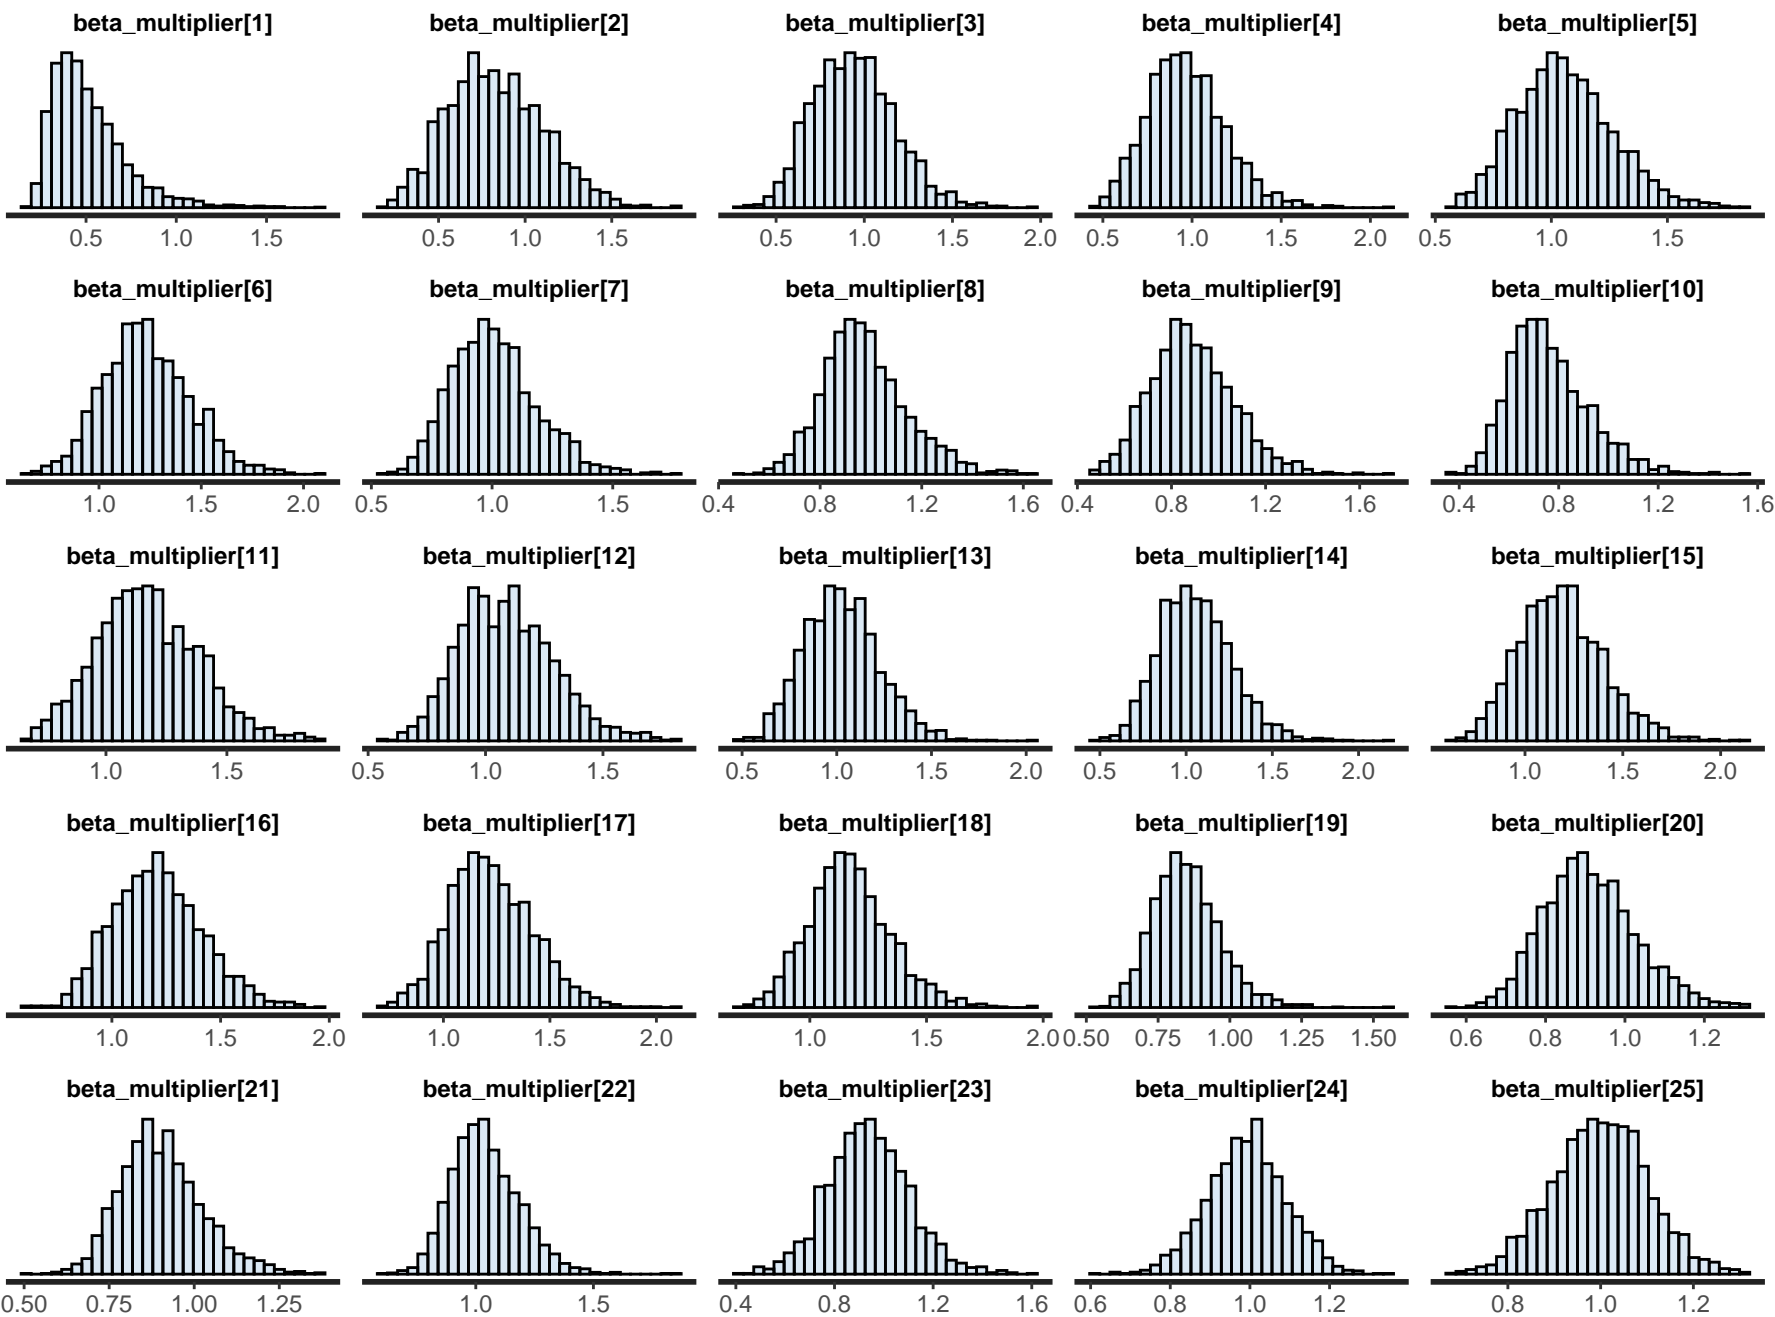 beta_multiplier[1] beta_multiplier[2] beta_multiplier[3] beta_multiplier[4] beta_multiplier[5]
0.5 1.0 1.5 0.5 1.0 1.5 0.5 1.0 1.5 2.0 0.5 1.0 1.5 2.0 0.5 1.0 1.5
beta_multiplier[6] beta_multiplier[7] beta_multiplier[8] beta_multiplier[9] beta_multiplier[10]
1.0 1.5 2.0 0.5 1.0 1.5 0.4 0.8 1.2 1.6 0.4 0.8 1.2 1.6 0.4 0.8 1.2 1.6
beta_multiplier[11] beta_multiplier[12] beta_multiplier[13] beta_multiplier[14] beta_multiplier[15]
1.0 1.5 0.5 1.0 1.5 0.5 1.0 1.5 2.0 0.5 1.0 1.5 2.0 1.0 1.5 2.0
beta_multiplier[16] beta_multiplier[17] beta_multiplier[18] beta_multiplier[19] beta_multiplier[20]
1.0 1.5 2.0 1.0 1.5 2.0 1.0 1.5 2.0 0.50 0.75 1.00 1.25 1.50 0.6 0.8 1.0 1.2
beta_multiplier[21] beta_multiplier[22] beta_multiplier[23] beta_multiplier[24] beta_multiplier[25]
0.50 0.75 1.00 1.25 1.0 1.5 0.4 0.8 1.2 1.6 0.6 0.8 1.0 1.2 0.8 1.0 1.2